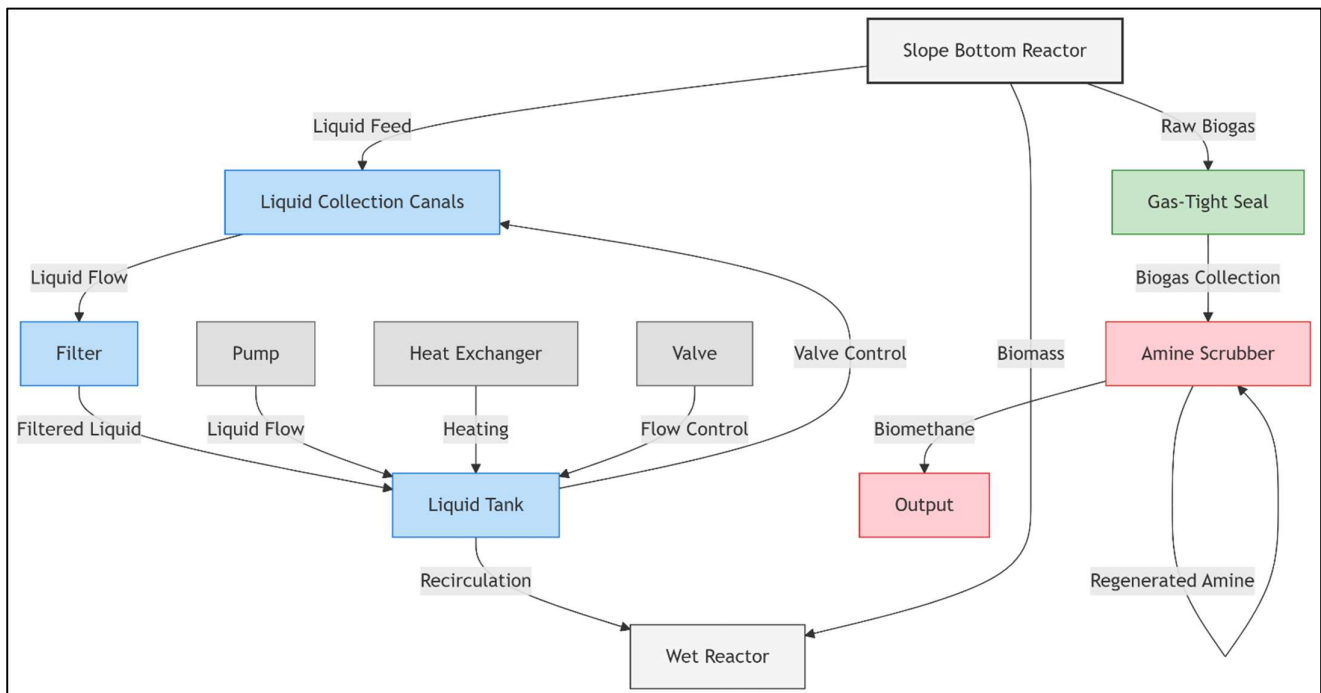 Slope Bottom Reactor
Liquid Feed
Raw Biogas
Liquid Collection Canals
Gas-Tight Seal
Liquid Flow
Biogas Collection
Filter
Pump
Heat Exchanger
Valve
Valve Control
Biomass
Amine Scrubber
Filtered Liquid
Liquid Flow
Heating
Flow Control
Biomethane
Liquid Tank
Output
Recirculation
Regenerated Amine
Wet Reactor